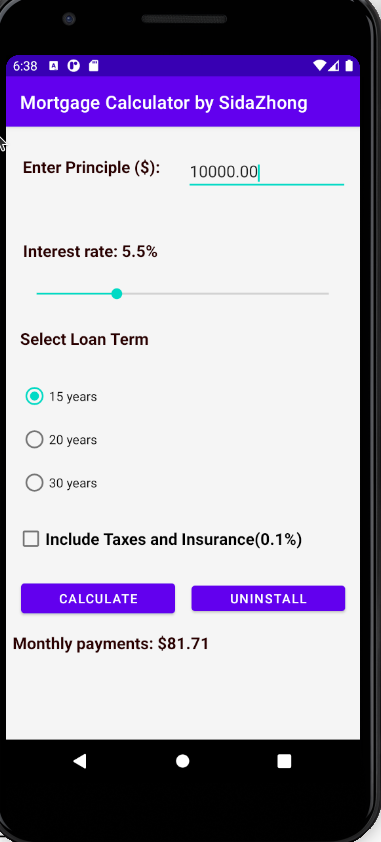 6:38
Mortgage Calculator by SidaZhong
Enter Principle ($): 10000.00
Interest rate: 5.5%
Select Loan Term
15 years
20 years
30 years
Include Taxes and Insurance(0.1%)
CALCULATE UNINSTALL
Monthly payments: $81.71